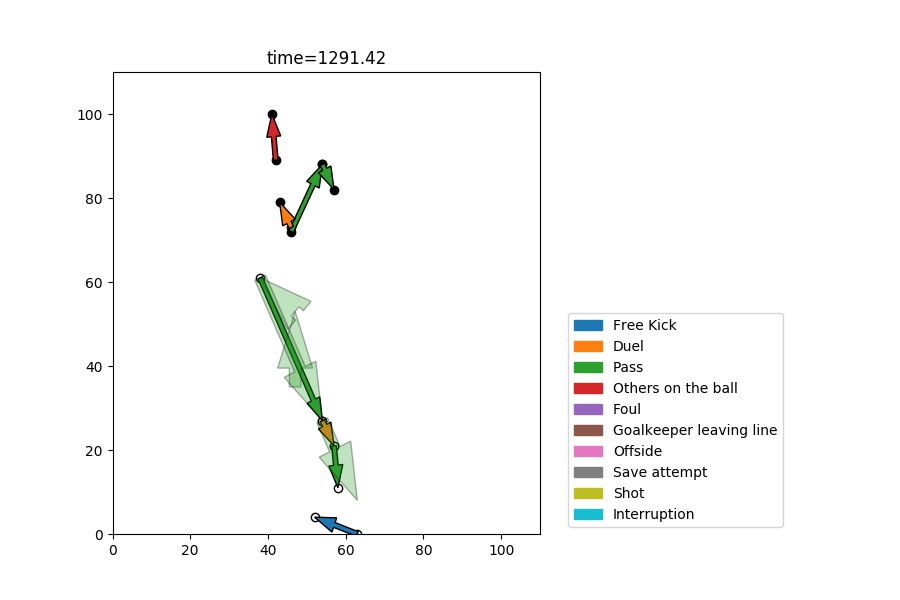 time=1291.42
100
80
60
40
20
0
0 20 40 60 80 100
Free Kick
Duel
Pass
Others on the ball
Foul
Goalkeeper leaving line
Offside
Save attempt
Shot
Interruption